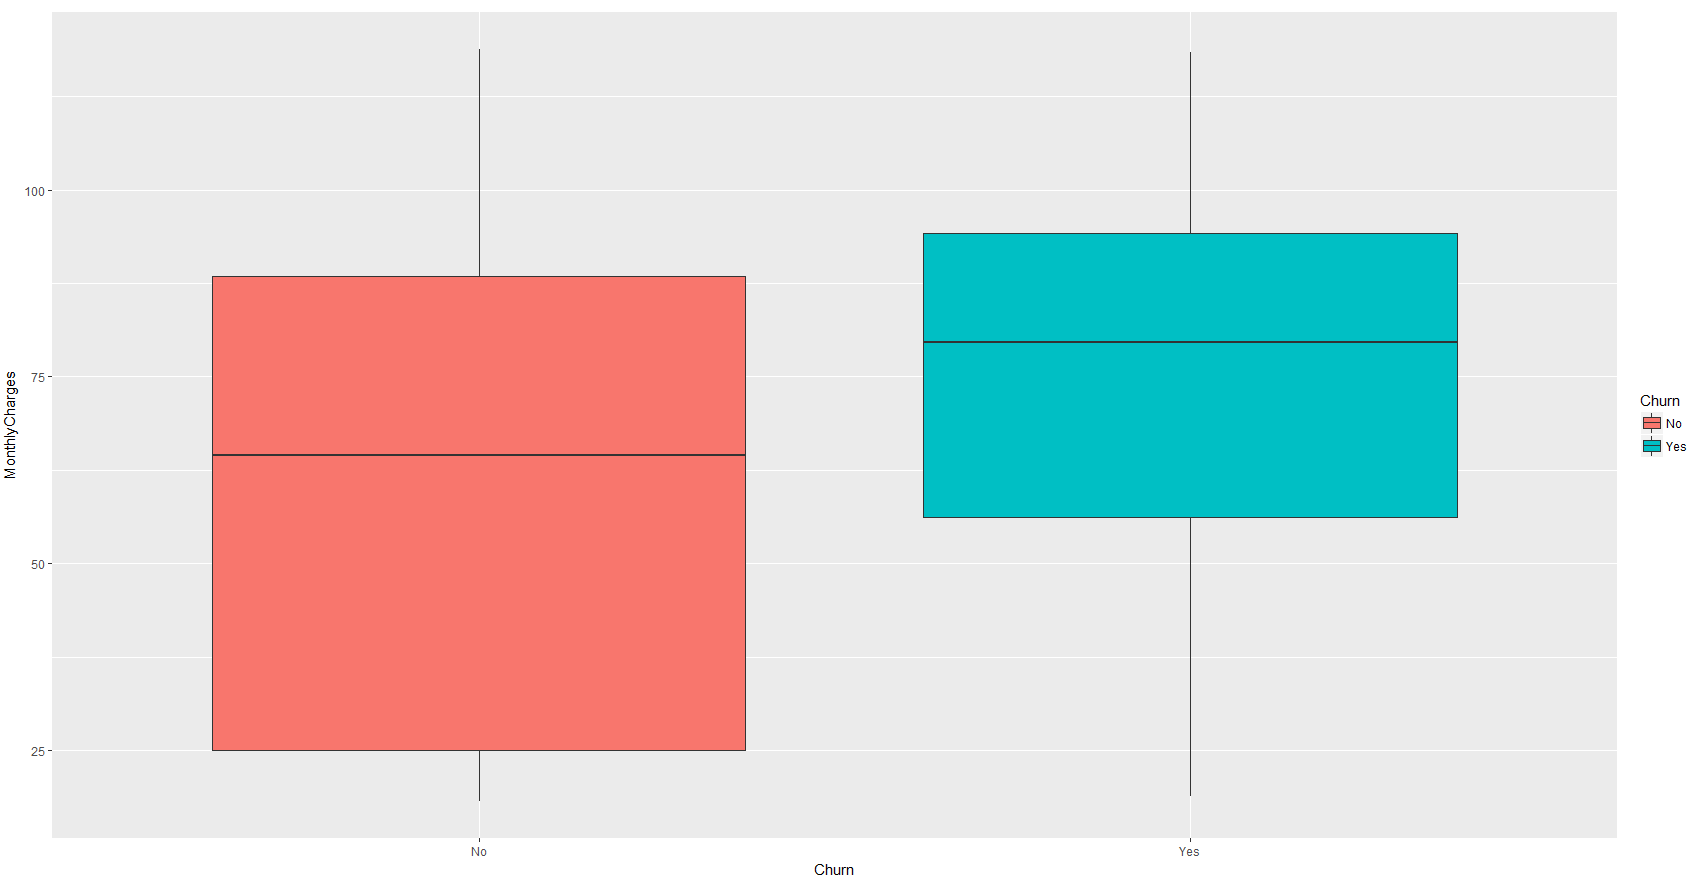 100
75
50
25
MonthlyCharges
No
Yes
Churn
Churn
No
Yes